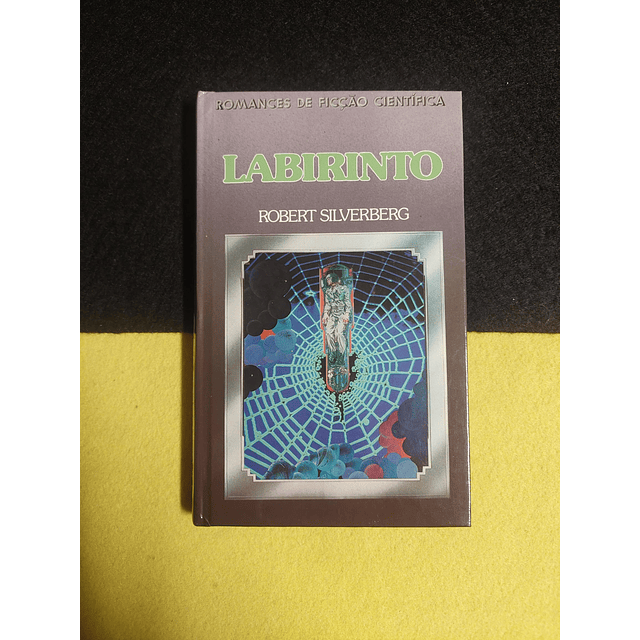 ROMANCES DE FICÇÃO CIENTÍFICA
LABIRINTO
ROBERT SILVERBERG